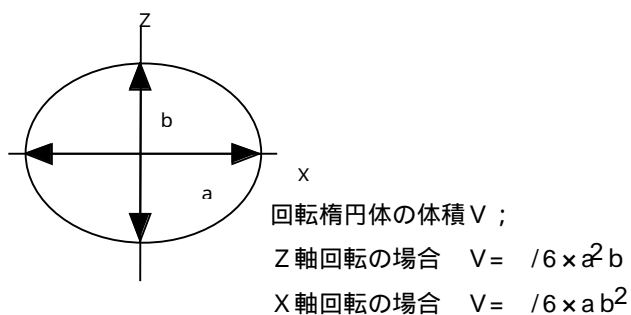 Z
b
X
a
回転楕円体の体積V；
Z軸回転の場合　V=　/6×a²b
X軸回転の場合　V=　/6×ab²